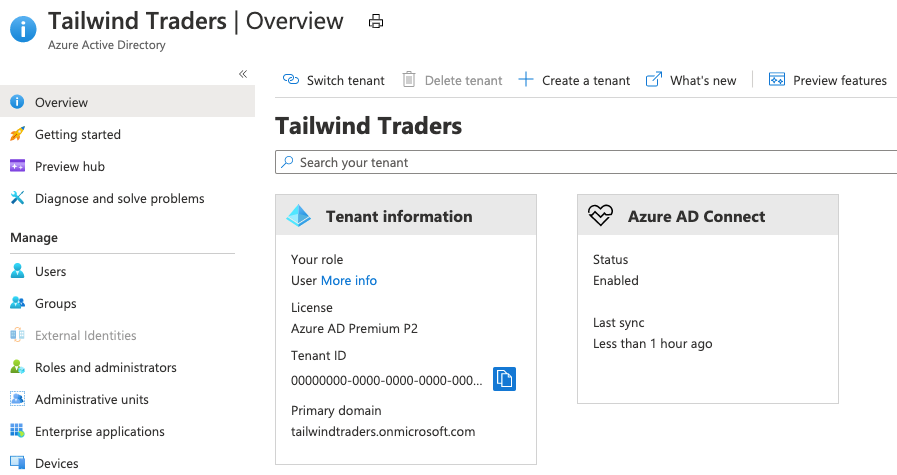 Tailwind Traders | Overview
Azure Active Directory
«
Switch tenant Delete tenant Create a tenant What's new Preview features
Overview
Getting started
Preview hub
Diagnose and solve problems
Manage
Users
Groups
External Identities
Roles and administrators
Administrative units
Enterprise applications
Devices
Tailwind Traders
Search your tenant
Tenant information
Your role
User More info
License
Azure AD Premium P2
Tenant ID
00000000-0000-0000-0000-000...
Primary domain
tailwindtraders.onmicrosoft.com
Azure AD Connect
Status
Enabled
Last sync
Less than 1 hour ago